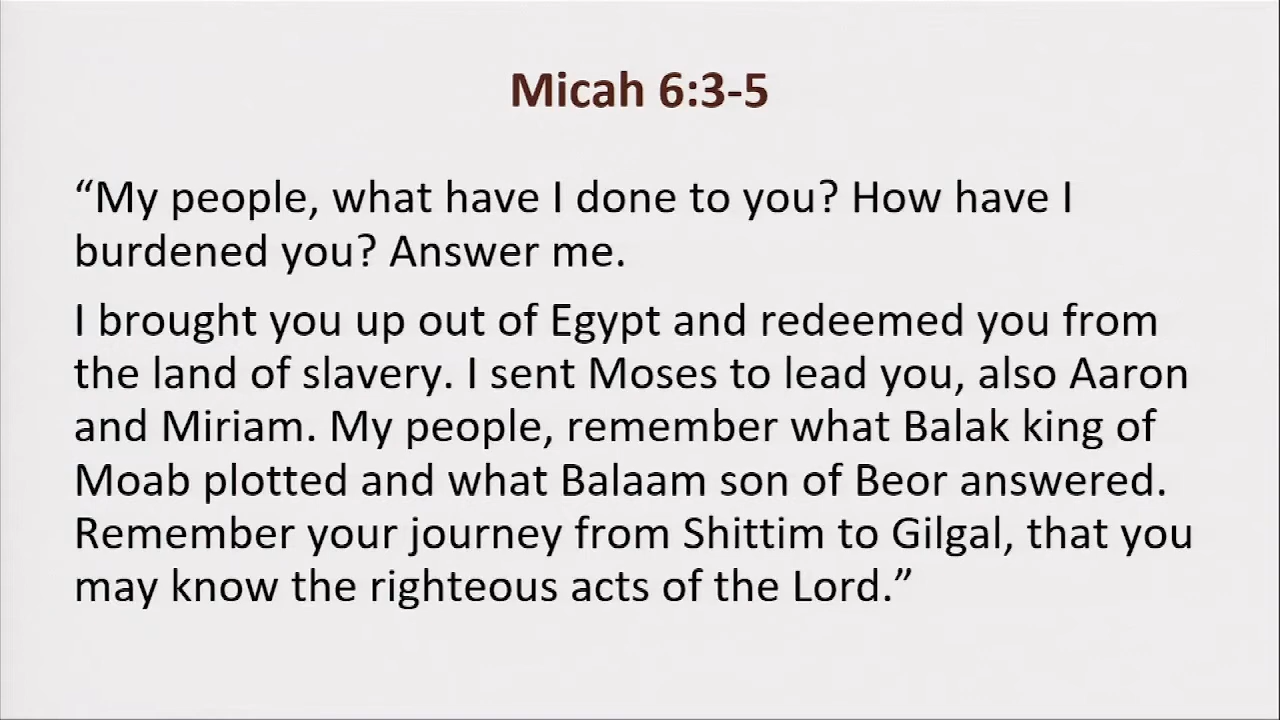 Micah 6:3-5
“My people, what have I done to you? How have I
burdened you? Answer me.
I brought you up out of Egypt and redeemed you from
the land of slavery. I sent Moses to lead you, also Aaron
and Miriam. My people, remember what Balak king of
Moab plotted and what Balaam son of Beor answered.
Remember your journey from Shittim to Gilgal, that you
may know the righteous acts of the Lord.”